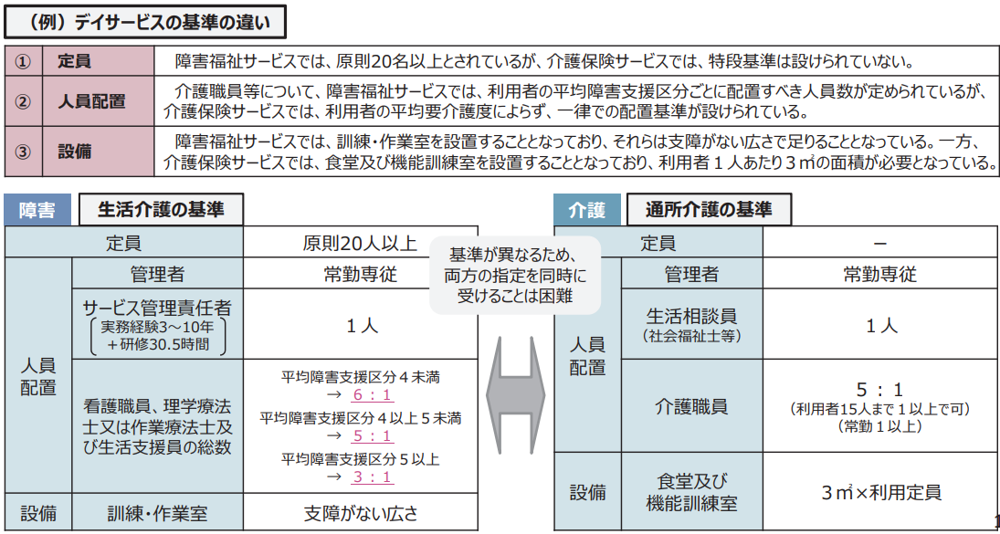 （例）デイサービスの基準の違い
① 定員 障害福祉サービスでは、原則20名以上とされているが、介護保険サービスでは、特段基準は設けられていない。
② 人員配置 介護職員等について、障害福祉サービスでは、利用者の平均障害支援区分ごとに配置すべき人員数が定められているが、
介護保険サービスでは、利用者の平均要介護度によらず、一律での配置基準が設けられている。
③ 設備 障害福祉サービスでは、訓練・作業室を設置することとなっており、それらは支障がない広さで足りることとなっている。一方、
介護保険サービスでは、食堂及び機能訓練室を設置することとなっており、利用者１人あたり３㎡の面積が必要となっている。
障害 生活介護の基準
定員 原則20人以上
人員
配置
管理者 常勤専従
サービス管理責任者
実務経験3～10年
＋研修30.5時間
１人
看護職員、理学療法
士又は作業療法士及
び生活支援員の総数
平均障害支援区分４未満
→ ６：１
平均障害支援区分４以上５未満
→ ５：１
平均障害支援区分５以上
→ ３：１
設備 訓練・作業室 支障がない広さ
基準が異なるため、
両方の指定を同時に
受けることは困難
介護 通所介護の基準
定員 －
人員
配置
管理者 常勤専従
生活相談員
（社会福祉士等）
１人
介護職員
５：１
（利用者15人まで１以上で可）
（常勤１以上）
設備
食堂及び
機能訓練室
３㎡×利用定員
1